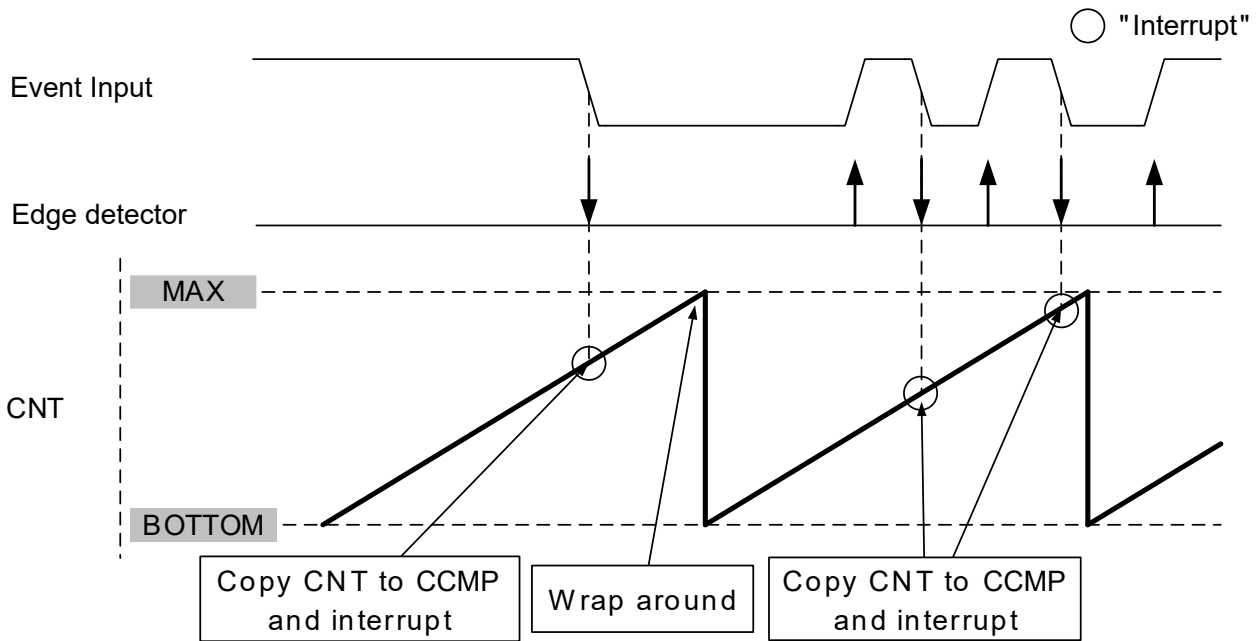 "Interrupt"
Event Input
Edge detector
MAX
CNT
BOTTOM
Copy CNT to CCMP
and interrupt
Wrap around
Copy CNT to CCMP
and interrupt